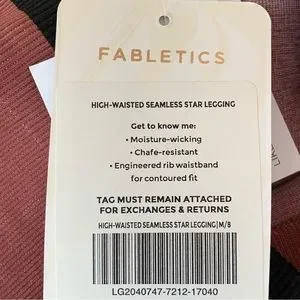 FABLETICS
HIGH-WAISTED SEAMLESS STAR LEGGING
Get to know me:
• Moisture-wicking
• Chafe-resistant
• Engineered rib waistband
for contoured fit
TAG MUST REMAIN ATTACHED
FOR EXCHANGES & RETURNS
HIGH-WAISTED SEAMLESS STAR LEGGING| M/8
LG2040747-7212-17040